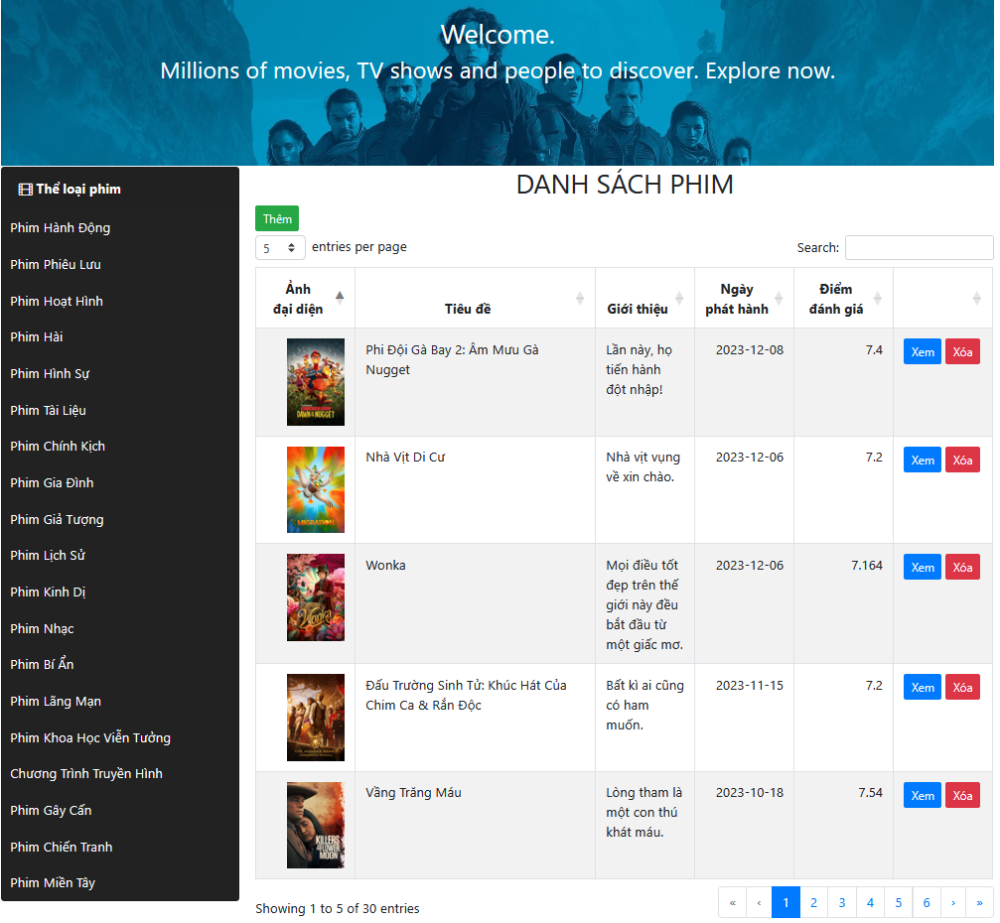 Welcome.
Millions of movies, TV shows and people to discover. Explore now.
Thể loại phim
Phim Hành Động
Phim Phiêu Lưu
Phim Hoạt Hình
Phim Hài
Phim Hình Sự
Phim Tài Liệu
Phim Chính Kịch
Phim Gia Đình
Phim Giả Tượng
Phim Lịch Sử
Phim Kinh Dị
Phim Nhạc
Phim Bí Ẩn
Phim Lãng Mạn
Phim Khoa Học Viễn Tưởng
Chương Trình Truyền Hình
Phim Gây Cấn
Phim Chiến Tranh
Phim Miền Tây
DANH SÁCH PHIM
Thêm
5 entries per page Search:
Ảnh
đại diện
Tiêu đề
Giới thiệu
Ngày
phát hành
Điểm
đánh giá
DAWN OF THE NUGGET
Phi Đội Gà Bay 2: Âm Mưu Gà
Nugget
Lần này, họ
tiến hành
đột nhập!
2023-12-08
7.4
Xem Xóa
MIGRATION
Nhà Vịt Di Cư
Nhà vịt vụng
về xin chào.
2023-12-06
7.2
Xem Xóa
Wonka
Wonka
Mọi điều tốt
đẹp trên thế
giới này đều
bắt đầu từ
một giấc mơ.
2023-12-06
7.164
Xem Xóa
Đấu Trường Sinh Tử: Khúc Hát Của
Chim Ca & Rắn Độc
Bất kì ai cũng
có ham
muốn.
2023-11-15
7.2
Xem Xóa
KILLERS
OF THE FLOWER
MOON
Vầng Trăng Máu
Lòng tham là
một con thú
khát máu.
2023-10-18
7.54
Xem Xóa
Showing 1 to 5 of 30 entries
« ‹ 1 2 3 4 5 6 › »